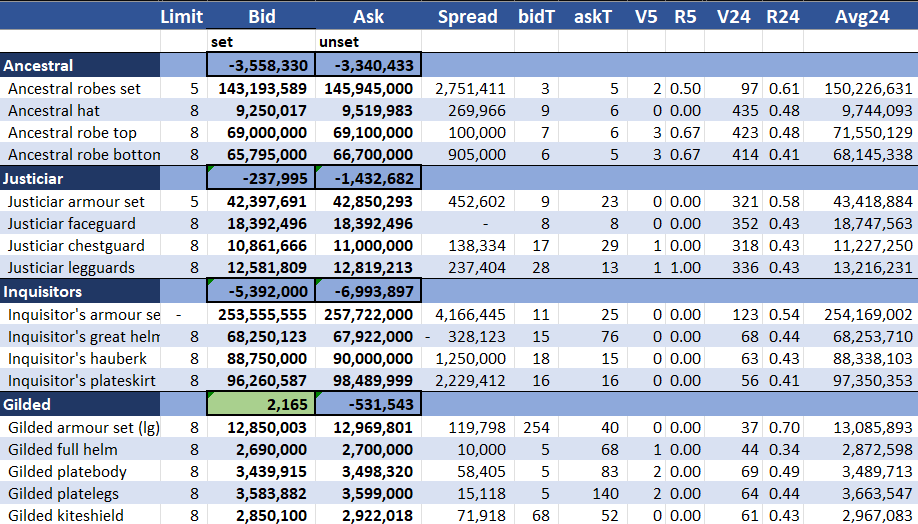 Limit Bid Ask Spread bidT askT V5 R5 V24 R24 Avg24
set unset
Ancestral -3,558,330 -3,340,433
Ancestral robes set 5 143,193,589 145,945,000 2,751,411 3 5 2 0.50 97 0.61 150,226,631
Ancestral hat 8 9,250,017 9,519,983 269,966 9 6 0 0.00 435 0.48 9,744,093
Ancestral robe top 8 69,000,000 69,100,000 100,000 7 6 3 0.67 423 0.48 71,550,129
Ancestral robe bottom 8 65,795,000 66,700,000 905,000 6 5 3 0.67 414 0.41 68,145,338
Justiciar -237,995 -1,432,682
Justiciar armour set 5 42,397,691 42,850,293 452,602 9 23 0 0.00 321 0.58 43,418,884
Justiciar faceguard 8 18,392,496 18,392,496 - 8 8 0 0.00 352 0.43 18,747,563
Justiciar chestguard 8 10,861,666 11,000,000 138,334 17 29 1 0.00 318 0.43 11,227,250
Justiciar legguards 8 12,581,809 12,819,213 237,404 28 13 1 1.00 336 0.43 13,216,231
Inquisitors -5,392,000 -6,993,897
Inquisitor's armour se - 253,555,555 257,722,000 4,166,445 11 25 0 0.00 123 0.54 254,169,002
Inquisitor's great helm 8 68,250,123 67,922,000 - 328,123 15 76 0 0.00 68 0.44 68,253,710
Inquisitor's hauberk 8 88,750,000 90,000,000 1,250,000 18 15 0 0.00 63 0.43 88,338,103
Inquisitor's plateskirt 8 96,260,587 98,489,999 2,229,412 16 16 0 0.00 56 0.41 97,350,353
Gilded 2,165 -531,543
Gilded armour set (lg) 8 12,850,003 12,969,801 119,798 254 40 0 0.00 37 0.70 13,085,893
Gilded full helm 8 2,690,000 2,700,000 10,000 5 68 1 0.00 44 0.34 2,872,598
Gilded platebody 8 3,439,915 3,498,320 58,405 5 83 2 0.00 69 0.49 3,489,713
Gilded platelegs 8 3,583,882 3,599,000 15,118 5 140 2 0.00 64 0.44 3,663,547
Gilded kiteshield 8 2,850,100 2,922,018 71,918 68 52 0 0.00 61 0.43 2,967,083